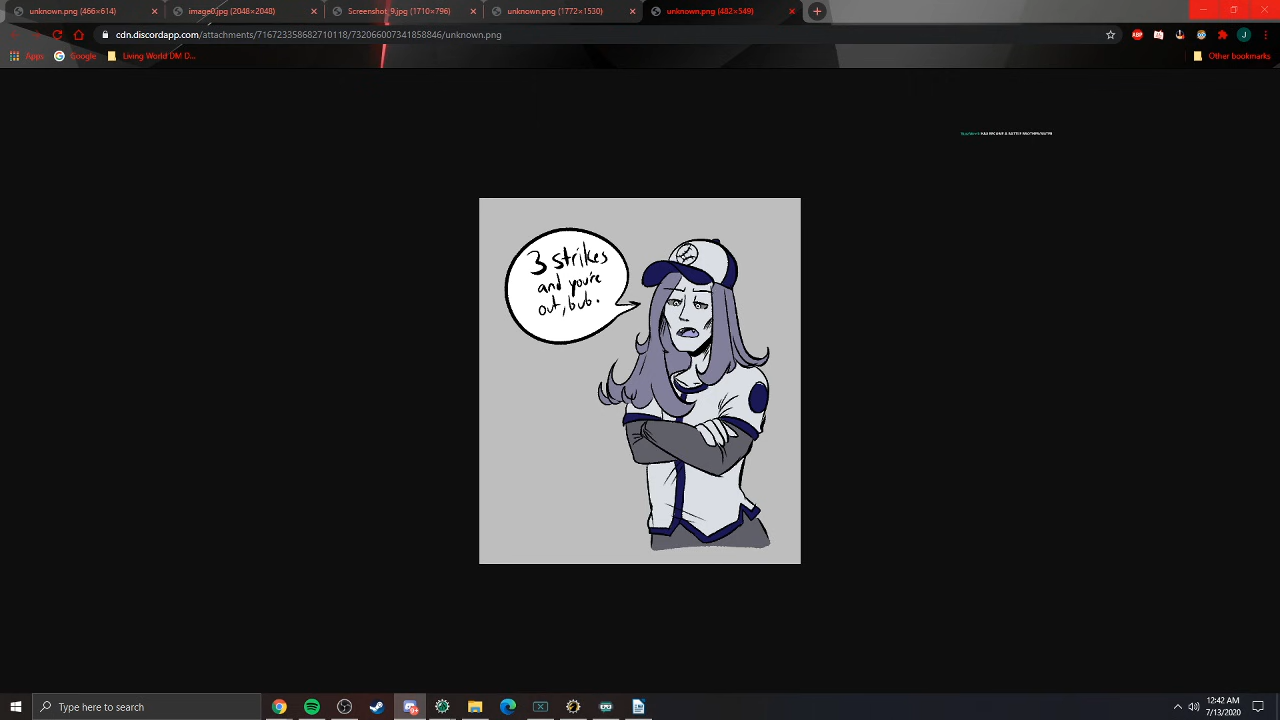 unknown.png (466×614)
image0.jpg (2048×2048)
Screenshot_9.jpg (1710×796)
unknown.png (1772×1530)
unknown.png (482×549)
cdn.discordapp.com/attachments/716723358682710118/732066007341858846/unknown.png
ABP
J
Apps
Google
Living World DM D...
Other bookmarks
3 strikes
and you're
out, bub.
Type here to search
12:42 AM
7/13/2020